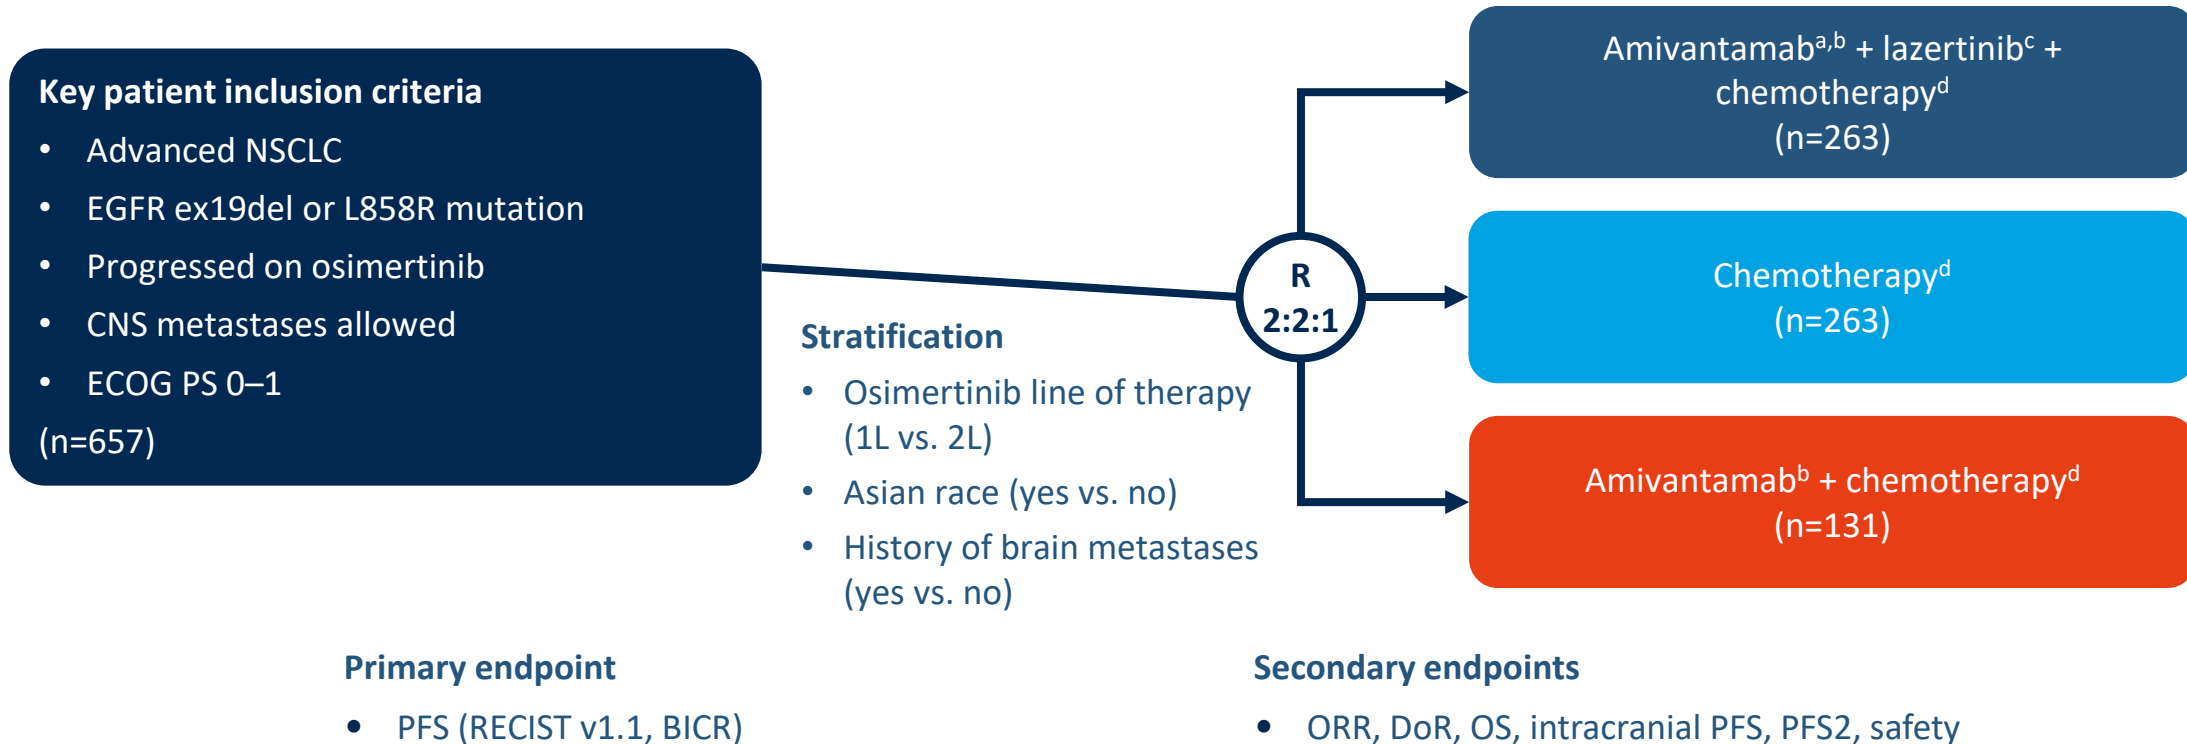 Key patient inclusion criteria
• Advanced NSCLC
• EGFR ex19del or L858R mutation
• Progressed on osimertinib
• CNS metastases allowed
• ECOG PS 0–1
(n=657)
Stratification
• Osimertinib line of therapy
(1L vs. 2L)
• Asian race (yes vs. no)
• History of brain metastases
(yes vs. no)
R
2:2:1
Amivantamabᵃ,ᵇ + lazertinibᶜ +
chemotherapyᵈ
(n=263)
Chemotherapyᵈ
(n=263)
Amivantamabᵇ + chemotherapyᵈ
(n=131)
Primary endpoint
• PFS (RECIST v1.1, BICR)
Secondary endpoints
• ORR, DoR, OS, intracranial PFS, PFS2, safety